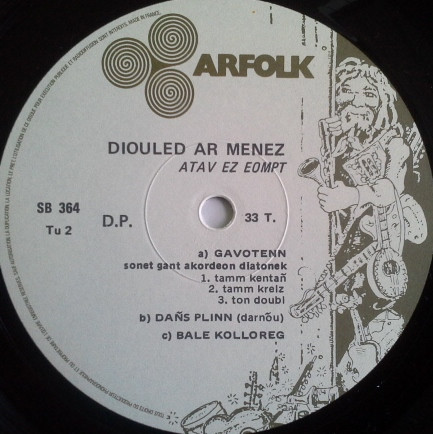 ARFOLK
DIOULED AR MENEZ
ATAV EZ EOMPT
SB 364
Tu 2
D.P.
33 T.
a) GAVOTENN
sonet gant akordeon diatonek
1. tamm kentañ
2. tamm kreiz
3. ton doubl
b) DAÑS PLINN (darnoù)
c) BALE KOLLOREG